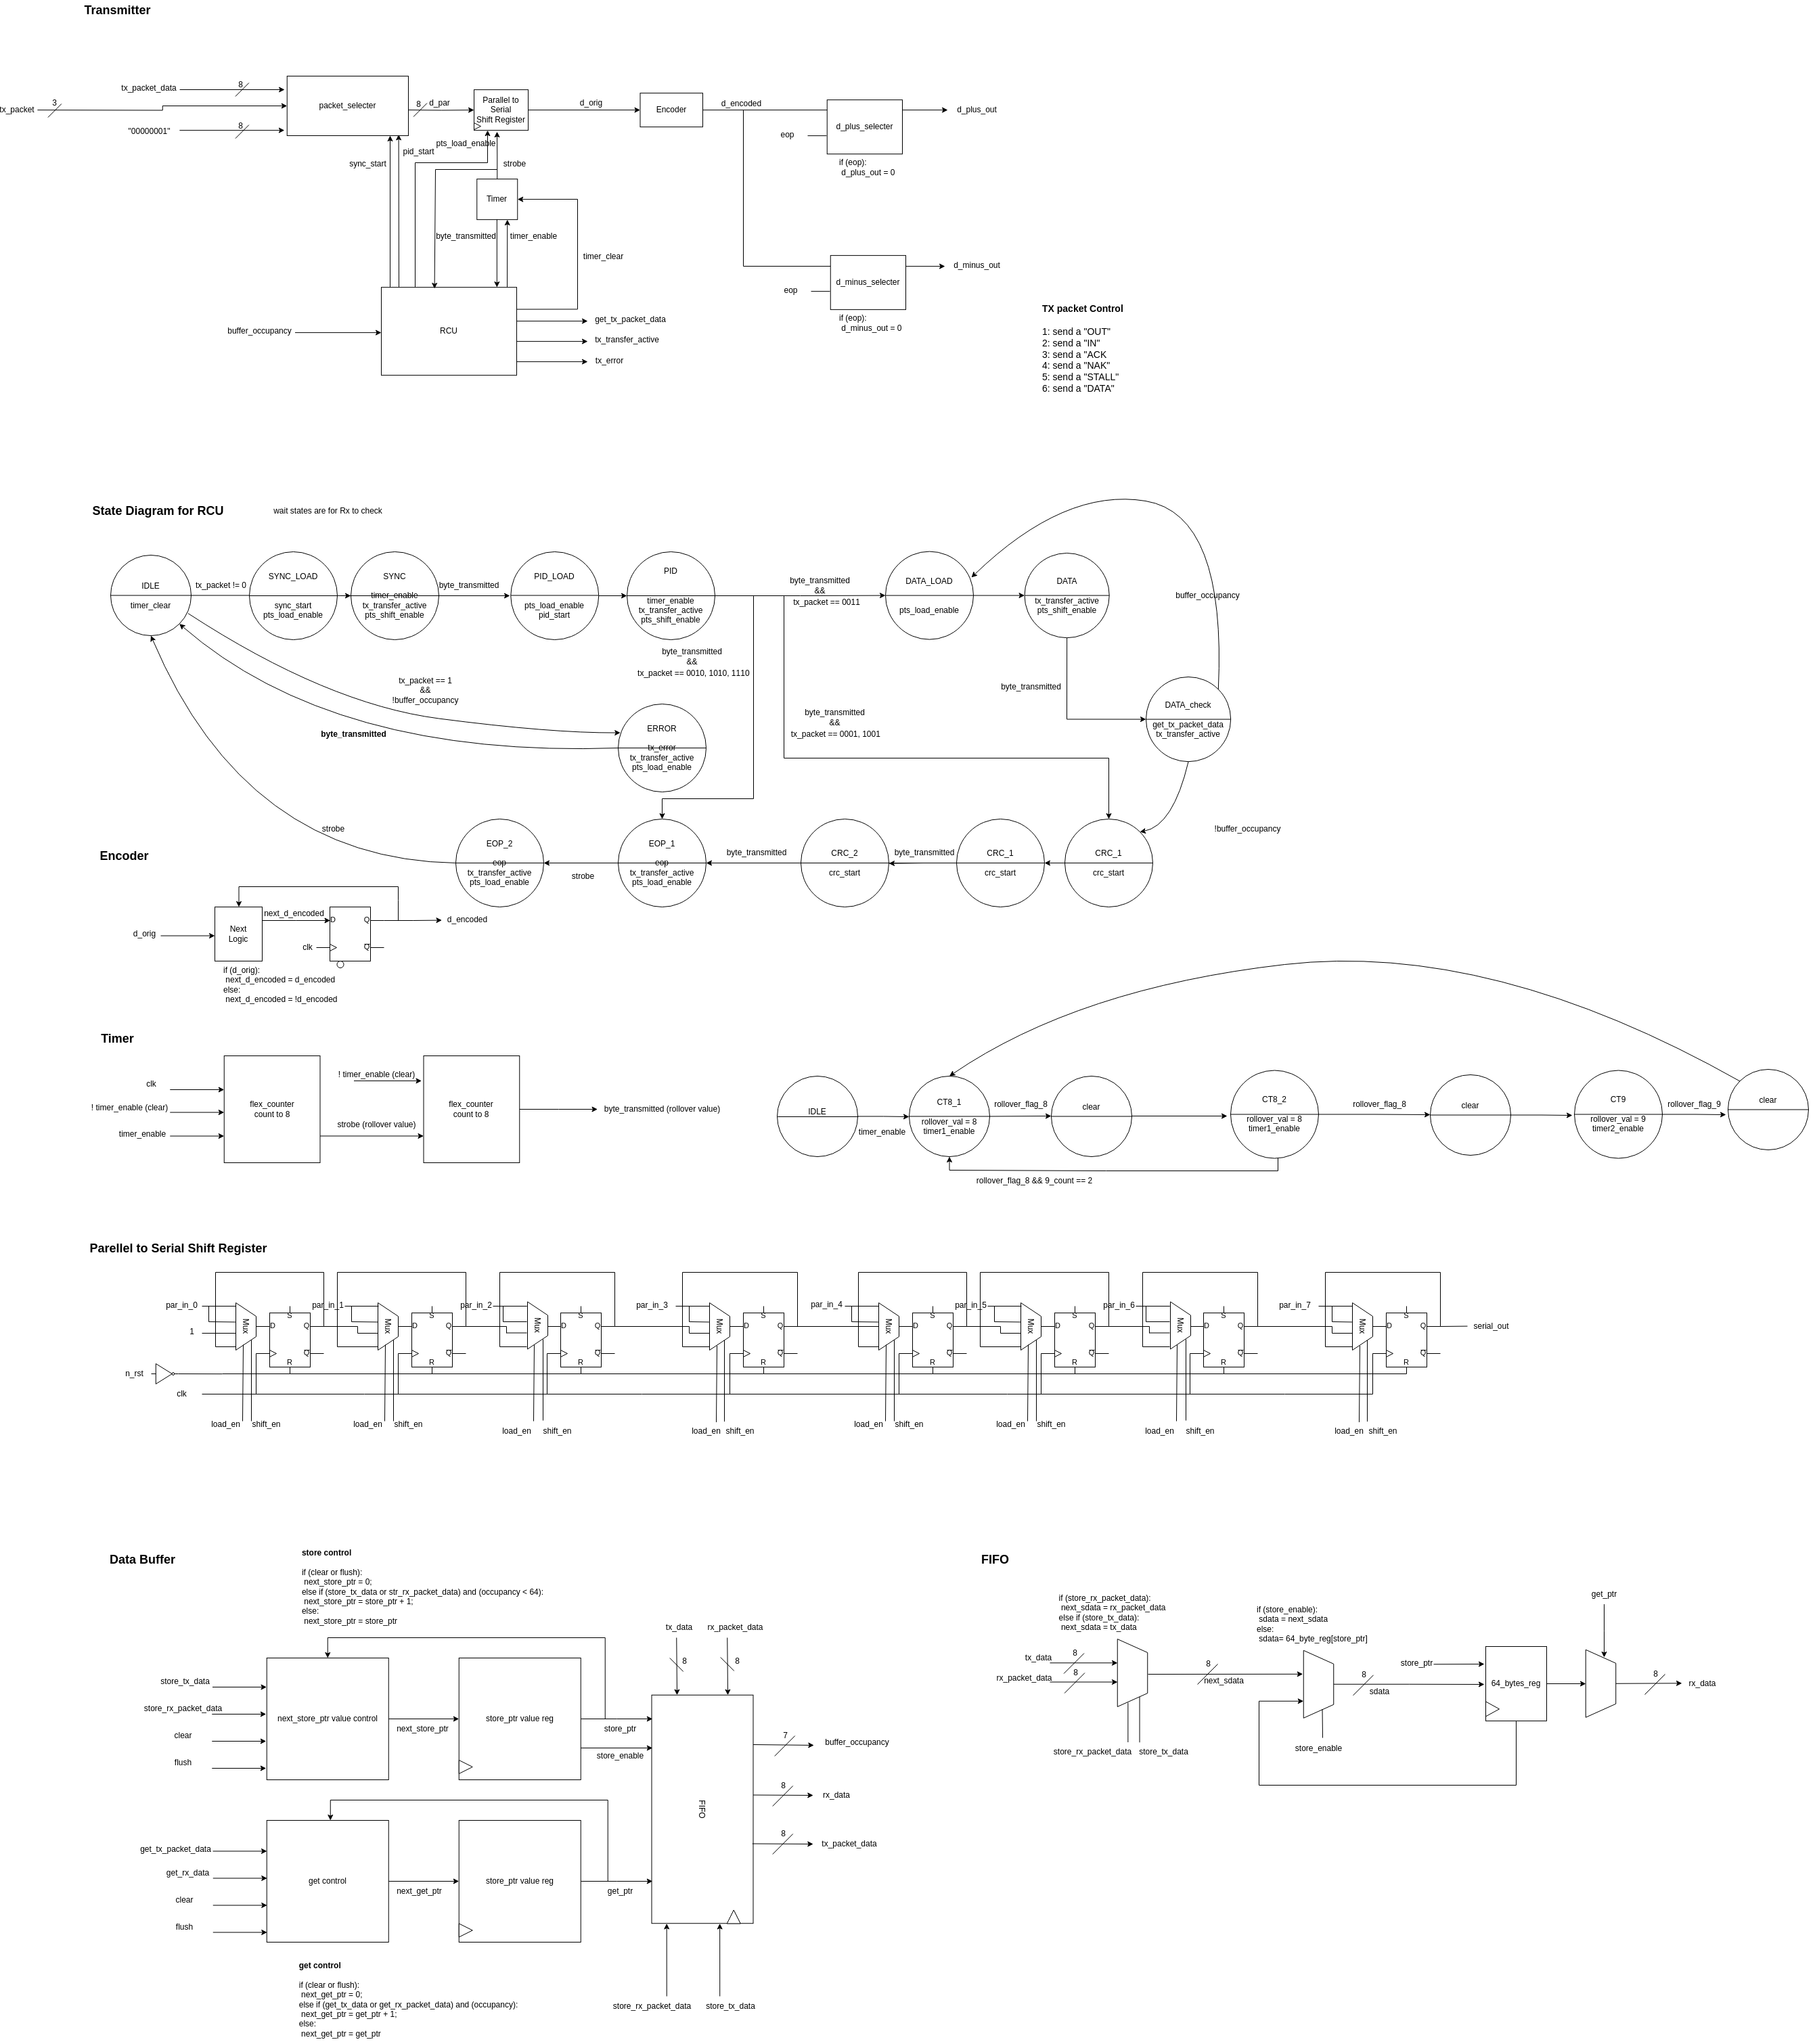 Transmitter
tx_packet_data
8
tx_packet
3
"00000001"
8
packet_selecter
8
d_par
Parallel to
Serial
Shift Register
d_orig
Encoder
d_encoded
eop
d_plus_selecter
d_plus_out
if (eop):
d_plus_out = 0
sync_start
pid_start
pts_load_enable
strobe
Timer
byte_transmitted
timer_enable
timer_clear
eop
d_minus_selecter
d_minus_out
if (eop):
d_minus_out = 0
buffer_occupancy
RCU
get_tx_packet_data
tx_transfer_active
tx_error
TX packet Control
1: send a "OUT"
2: send a "IN"
3: send a "ACK
4: send a "NAK"
5: send a "STALL"
6: send a "DATA"
State Diagram for RCU
wait states are for Rx to check
IDLE
timer_clear
tx_packet != 0
SYNC_LOAD
sync_start
pts_load_enable
SYNC
timer_enable
tx_transfer_active
pts_shift_enable
byte_transmitted
PID_LOAD
pts_load_enable
pid_start
PID
timer_enable
tx_transfer_active
pts_shift_enable
byte_transmitted
&&
tx_packet == 0011
DATA_LOAD
pts_load_enable
DATA
tx_transfer_active
pts_shift_enable
buffer_occupancy
byte_transmitted
&&
tx_packet == 0010, 1010, 1110
tx_packet == 1
&&
!buffer_occupancy
byte_transmitted
byte_transmitted
&&
tx_packet == 0001, 1001
byte_transmitted
DATA_check
get_tx_packet_data
tx_transfer_active
ERROR
tx_error
tx_transfer_active
pts_load_enable
strobe
EOP_2
eop
tx_transfer_active
pts_load_enable
strobe
EOP_1
eop
tx_transfer_active
pts_load_enable
byte_transmitted
CRC_2
crc_start
byte_transmitted
CRC_1
crc_start
CRC_1
crc_start
!buffer_occupancy
Encoder
d_orig
Next
Logic
next_d_encoded
D
Q
clk
Q
d_encoded
if (d_orig):
next_d_encoded = d_encoded
else:
next_d_encoded = !d_encoded
Timer
clk
! timer_enable (clear)
timer_enable
flex_counter
count to 8
! timer_enable (clear)
strobe (rollover value)
flex_counter
count to 8
byte_transmitted (rollover value)
IDLE
timer_enable
CT8_1
rollover_val = 8
timer1_enable
rollover_flag_8
clear
CT8_2
rollover_val = 8
timer1_enable
rollover_flag_8
clear
CT9
rollover_val = 9
timer2_enable
rollover_flag_9
clear
rollover_flag_8 && 9_count == 2
Parellel to Serial Shift Register
par_in_0
1
Mux
S
D
Q
Q
R
par_in_1
Mux
S
D
Q
Q
R
par_in_2
Mux
S
D
Q
Q
R
par_in_3
Mux
S
D
Q
Q
R
par_in_4
Mux
S
D
Q
Q
R
par_in_5
Mux
S
D
Q
Q
R
par_in_6
Mux
S
D
Q
Q
R
par_in_7
Mux
S
D
Q
Q
R
serial_out
n_rst
clk
load_en
shift_en
load_en
shift_en
load_en
shift_en
load_en
shift_en
load_en
shift_en
load_en
shift_en
load_en
shift_en
load_en
shift_en
Data Buffer
store control
if (clear or flush):
next_store_ptr = 0;
else if (store_tx_data or str_rx_packet_data) and (occupancy < 64):
next_store_ptr = store_ptr + 1;
else:
next_store_ptr = store_ptr
store_tx_data
store_rx_packet_data
clear
flush
next_store_ptr value control
next_store_ptr
store_ptr value reg
store_ptr
store_enable
tx_data
rx_packet_data
8
8
FIFO
7
buffer_occupancy
8
rx_data
8
tx_packet_data
get_tx_packet_data
get_rx_data
clear
flush
get control
next_get_ptr
store_ptr value reg
get_ptr
store_rx_packet_data
store_tx_data
get control
if (clear or flush):
next_get_ptr = 0;
else if (get_tx_data or get_rx_packet_data) and (occupancy):
next_get_ptr = get_ptr + 1;
else:
next_get_ptr = get_ptr
FIFO
if (store_rx_packet_data):
next_sdata = rx_packet_data
else if (store_tx_data):
next_sdata = tx_data
tx_data
8
rx_packet_data
8
store_rx_packet_data
store_tx_data
8
next_sdata
if (store_enable):
sdata = next_sdata
else:
sdata= 64_byte_reg[store_ptr]
store_enable
8
sdata
store_ptr
64_bytes_reg
get_ptr
8
rx_data